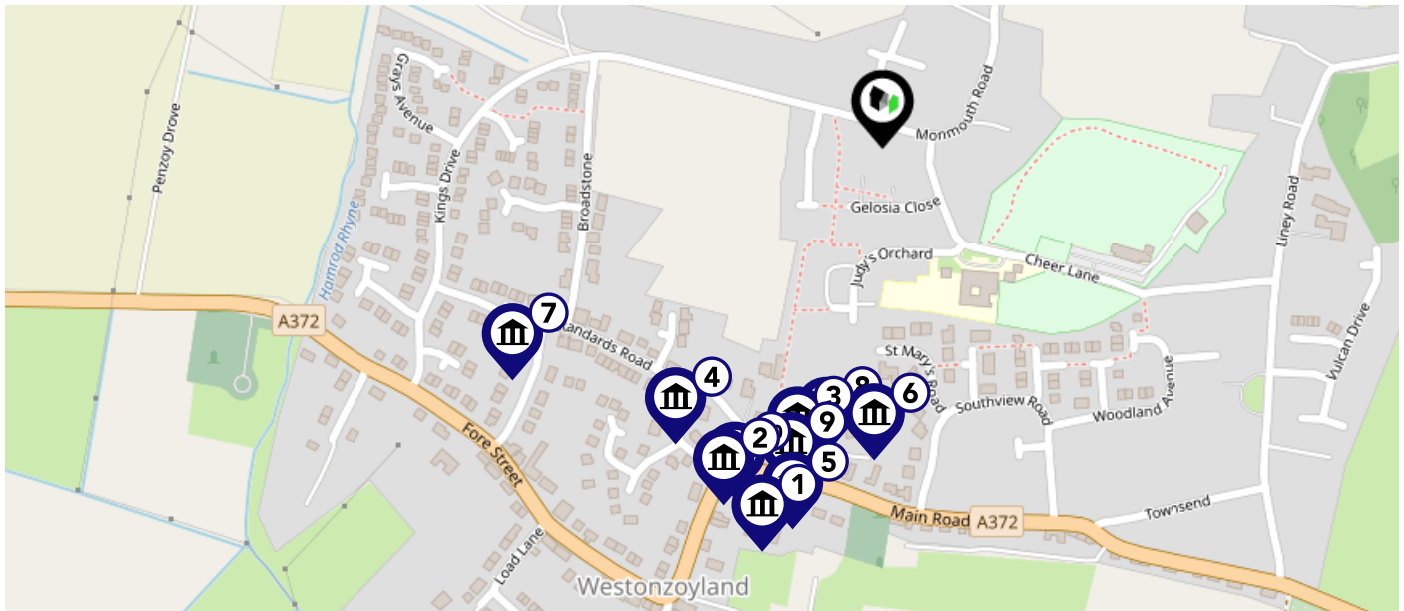 Grays Avenue
Monmouth Road
Penzoy Drove
Kings Drive
Broadstone
Liney Road
Gelosia Close
Hamrod Rhyne
Judy's Orchard
Cheer Lane
A372
7
tandards Road
Vulcan Drive
St Mary's Road
4
3
8
6
Southview Road
Woodland Avenue
9
2
5
1
Fore Street
Main Road
A372
Townsend
Load Lane
Westonzoyland